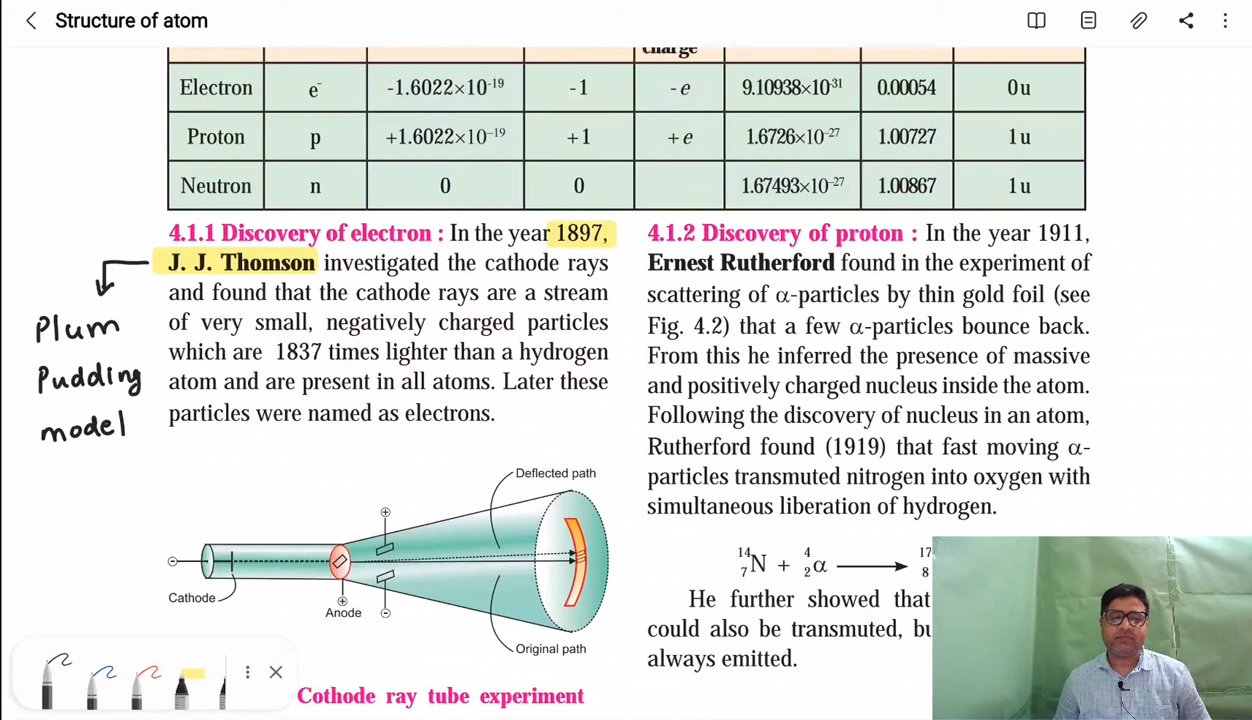 Structure of atom
charge
Electron e⁻ -1.6022×10⁻¹⁹ -1 -e 9.10938×10⁻³¹ 0.00054 0 u
Proton p +1.6022×10⁻¹⁹ +1 +e 1.6726×10⁻²⁷ 1.00727 1 u
Neutron n 0 0 1.67493×10⁻²⁷ 1.00867 1 u
4.1.1 Discovery of electron : In the year 1897,
J. J. Thomson investigated the cathode rays
and found that the cathode rays are a stream
of very small, negatively charged particles
which are 1837 times lighter than a hydrogen
atom and are present in all atoms. Later these
particles were named as electrons.
Plum
Pudding
model
Deflected path
Cathode
Anode
Original path
Cothode ray tube experiment
4.1.2 Discovery of proton : In the year 1911,
Ernest Rutherford found in the experiment of
scattering of α-particles by thin gold foil (see
Fig. 4.2) that a few α-particles bounce back.
From this he inferred the presence of massive
and positively charged nucleus inside the atom.
Following the discovery of nucleus in an atom,
Rutherford found (1919) that fast moving α-
particles transmuted nitrogen into oxygen with
simultaneous liberation of hydrogen.
¹⁴₇N + ⁴₂α ⟶ ¹⁷₈
He further showed that
could also be transmuted,
always emitted.